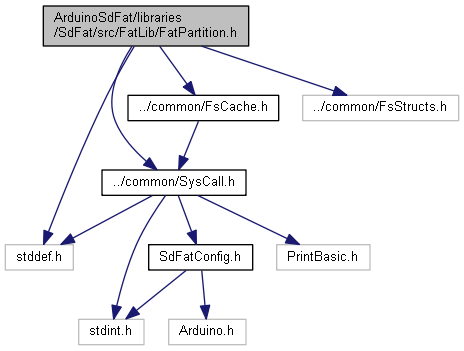 ArduinoSdFat/libraries
/SdFat/src/FatLib/FatPartition.h
../common/FsCache.h
../common/FsStructs.h
../common/SysCall.h
stddef.h
SdFatConfig.h
PrintBasic.h
stdint.h
Arduino.h